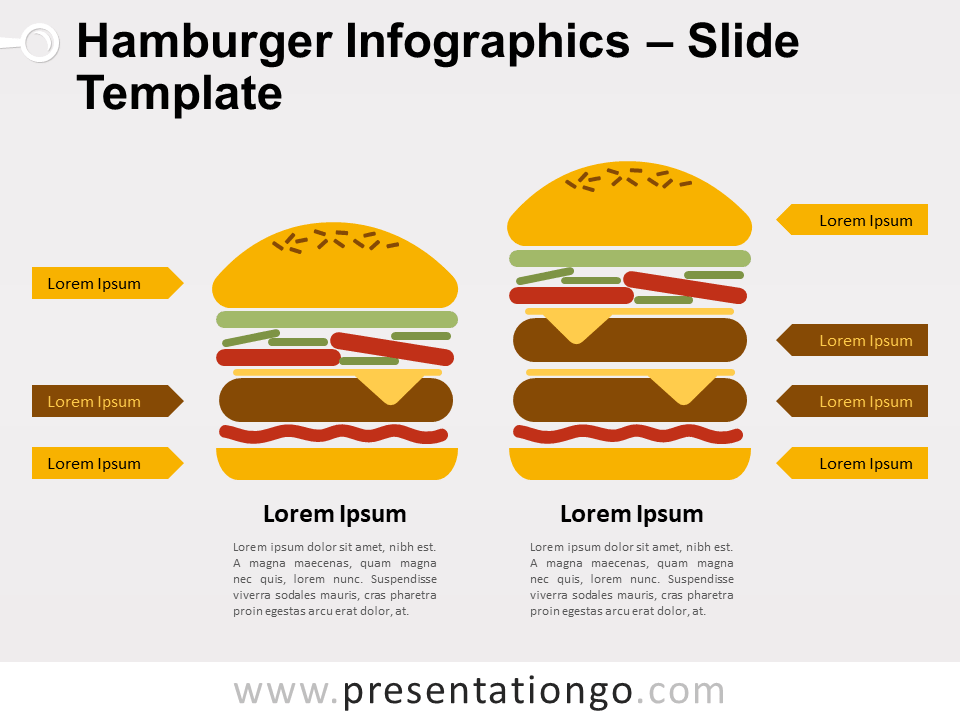 Hamburger Infographics – Slide
Template
Lorem Ipsum
Lorem Ipsum
Lorem Ipsum
Lorem Ipsum
Lorem Ipsum
Lorem Ipsum
Lorem Ipsum
Lorem Ipsum
Lorem ipsum dolor sit amet, nibh est.
A magna maecenas, quam magna
nec quis, lorem nunc. Suspendisse
viverra sodales mauris, cras pharetra
proin egestas arcu erat dolor, at.
Lorem Ipsum
Lorem ipsum dolor sit amet, nibh est.
A magna maecenas, quam magna
nec quis, lorem nunc. Suspendisse
viverra sodales mauris, cras pharetra
proin egestas arcu erat dolor, at.
www.presentationgo.com